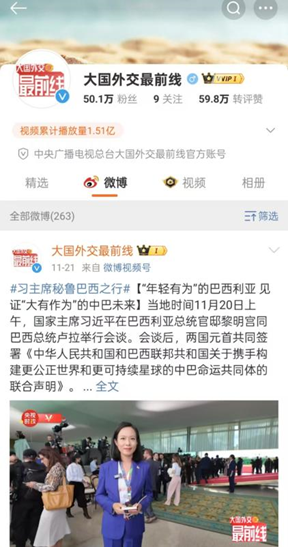 大国外交
最前线
大国外交最前线 VVIP I
50.1万 粉丝 9 关注 59.8万 转评赞
视频累计播放量1.51亿
中央广播电视总台大国外交最前线官方账号
精选 微博 视频 相册
全部微博(263) 筛选
大国外交
最前线
大国外交最前线
11-21 来自 微博视频号
#习主席秘鲁巴西之行#【“年轻有为”的巴西利亚 见
证“大有作为”的中巴未来】当地时间11月20日上
午，国家主席习近平在巴西利亚总统官邸黎明宫同
巴西总统卢拉举行会谈。会谈后，两国元首共同签
署《中华人民共和国和巴西联邦共和国关于携手构
建更公正世界和更可持续星球的中巴命运共同体的
联合声明》。 ... 全文
央视
大国外交
最前线